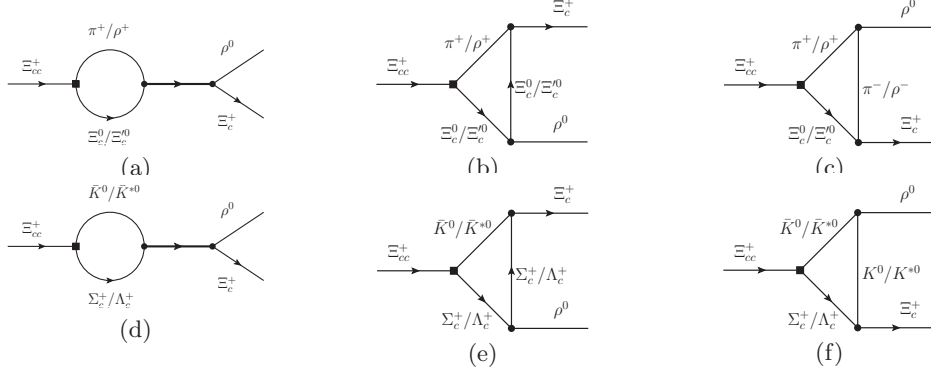 π⁺/ρ⁺
Ξ⁺cc
ρ⁰
Ξ⁺c
Ξ⁰c/Ξ′⁰c
(a)
Ξ⁺c
π⁺/ρ⁺
Ξ⁺cc
Ξ⁰c/Ξ′⁰c
Ξ⁰c/Ξ′⁰c
ρ⁰
(b)
ρ⁰
π⁺/ρ⁺
Ξ⁺cc
π⁻/ρ⁻
Ξ⁰c/Ξ′⁰c
Ξ⁺c
(c)
K̄⁰/K̄*⁰
Ξ⁺cc
ρ⁰
Ξ⁺c
Σ⁺c/Λ⁺c
(d)
Ξ⁺c
K̄⁰/K̄*⁰
Ξ⁺cc
Σ⁺c/Λ⁺c
Σ⁺c/Λ⁺c
ρ⁰
(e)
ρ⁰
K̄⁰/K̄*⁰
Ξ⁺cc
K⁰/K*⁰
Σ⁺c/Λ⁺c
Ξ⁺c
(f)